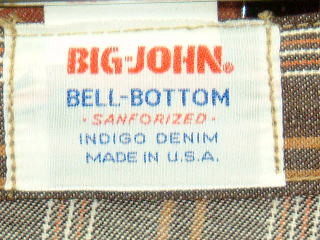 BIG-JOHN®
BELL-BOTTOM
- SANFORIZED -
INDIGO DENIM
MADE IN U.S.A.